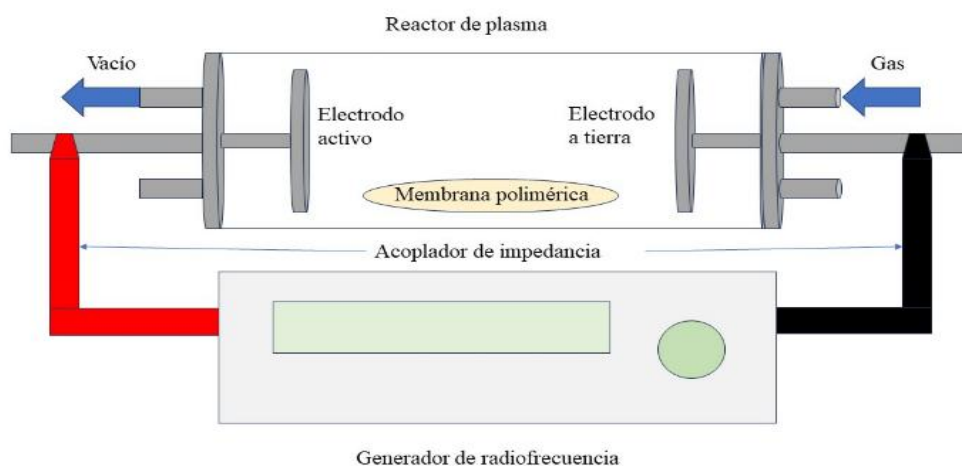 Reactor de plasma
Vacío
Gas
Electrodo
activo
Electrodo
a tierra
Membrana polimérica
Acoplador de impedancia
Generador de radiofrecuencia